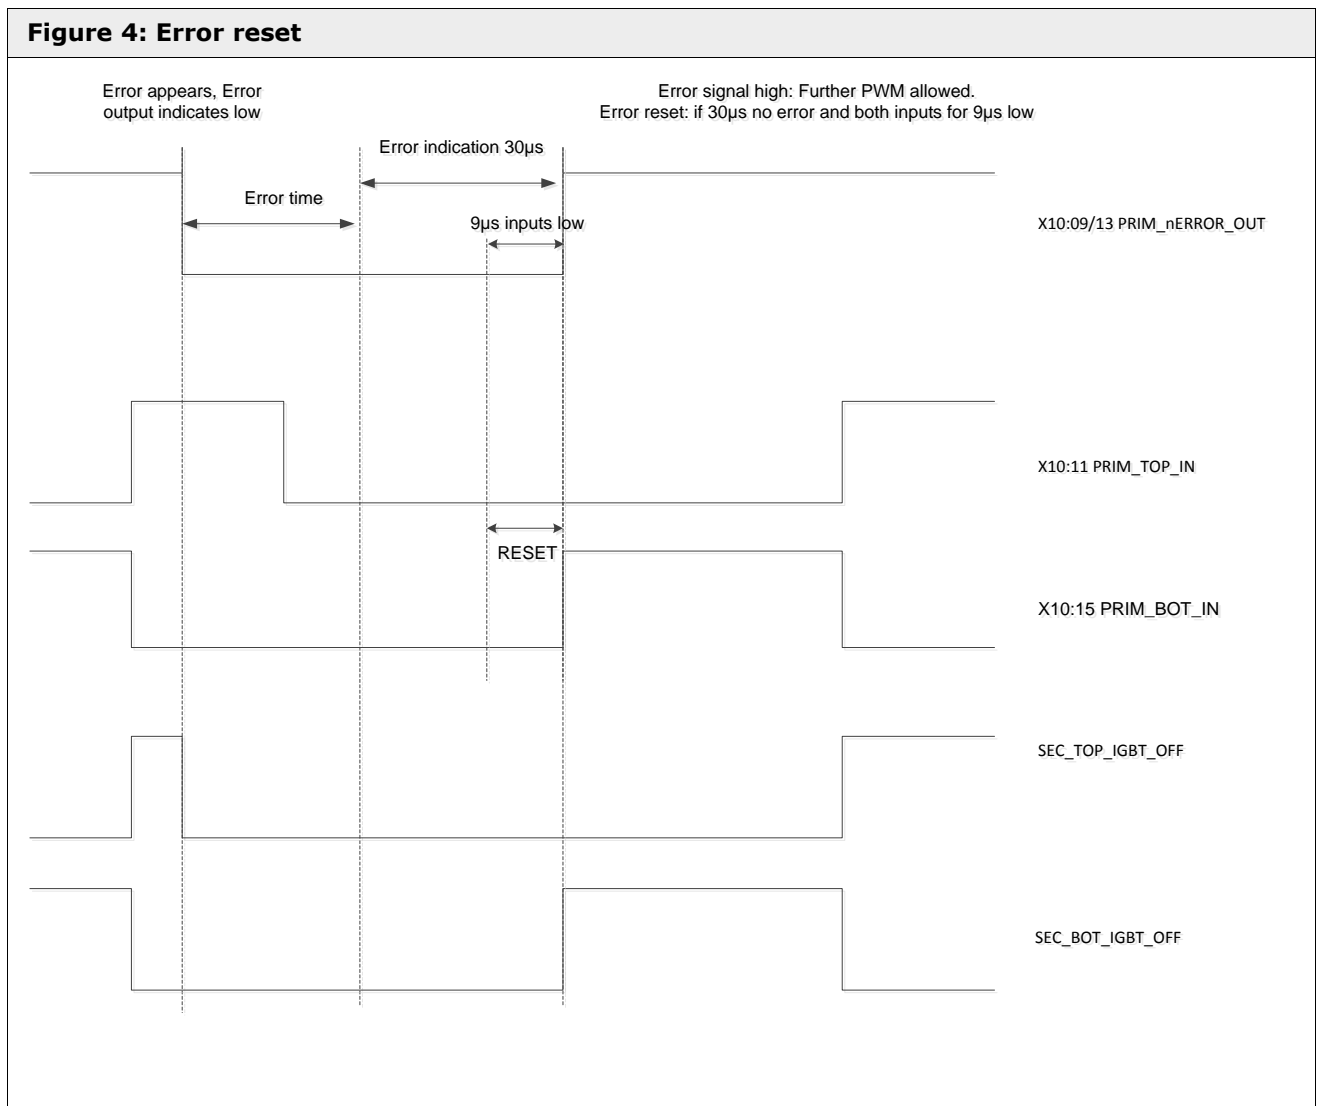 Figure 4: Error reset
Error appears, Error
output indicates low
Error signal high: Further PWM allowed.
Error reset: if 30µs no error and both inputs for 9µs low
Error indication 30µs
Error time
9µs inputs low
X10:09/13 PRIM_nERROR_OUT
X10:11 PRIM_TOP_IN
RESET
X10:15 PRIM_BOT_IN
SEC_TOP_IGBT_OFF
SEC_BOT_IGBT_OFF